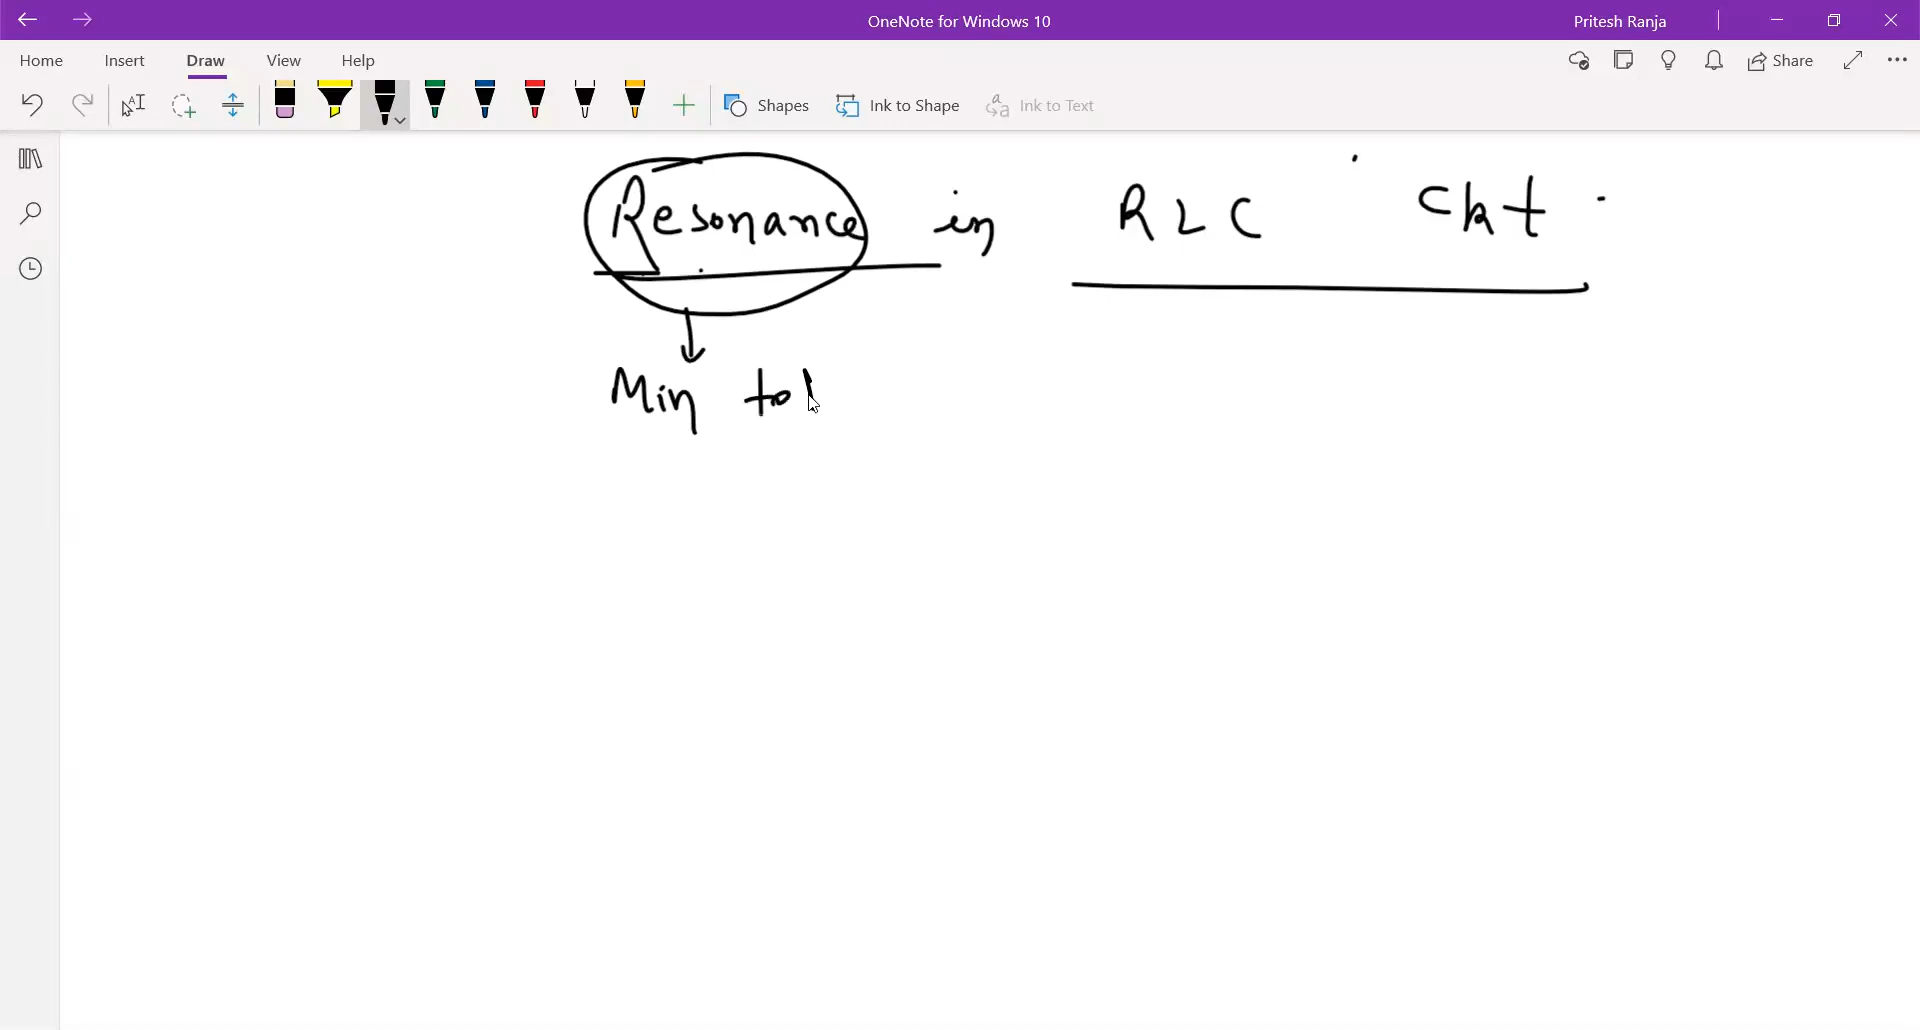 OneNote for Windows 10
Pritesh Ranja
Home Insert Draw View Help
Share
Shapes Ink to Shape Ink to Text
Resonance in RLC Ckt
Min to